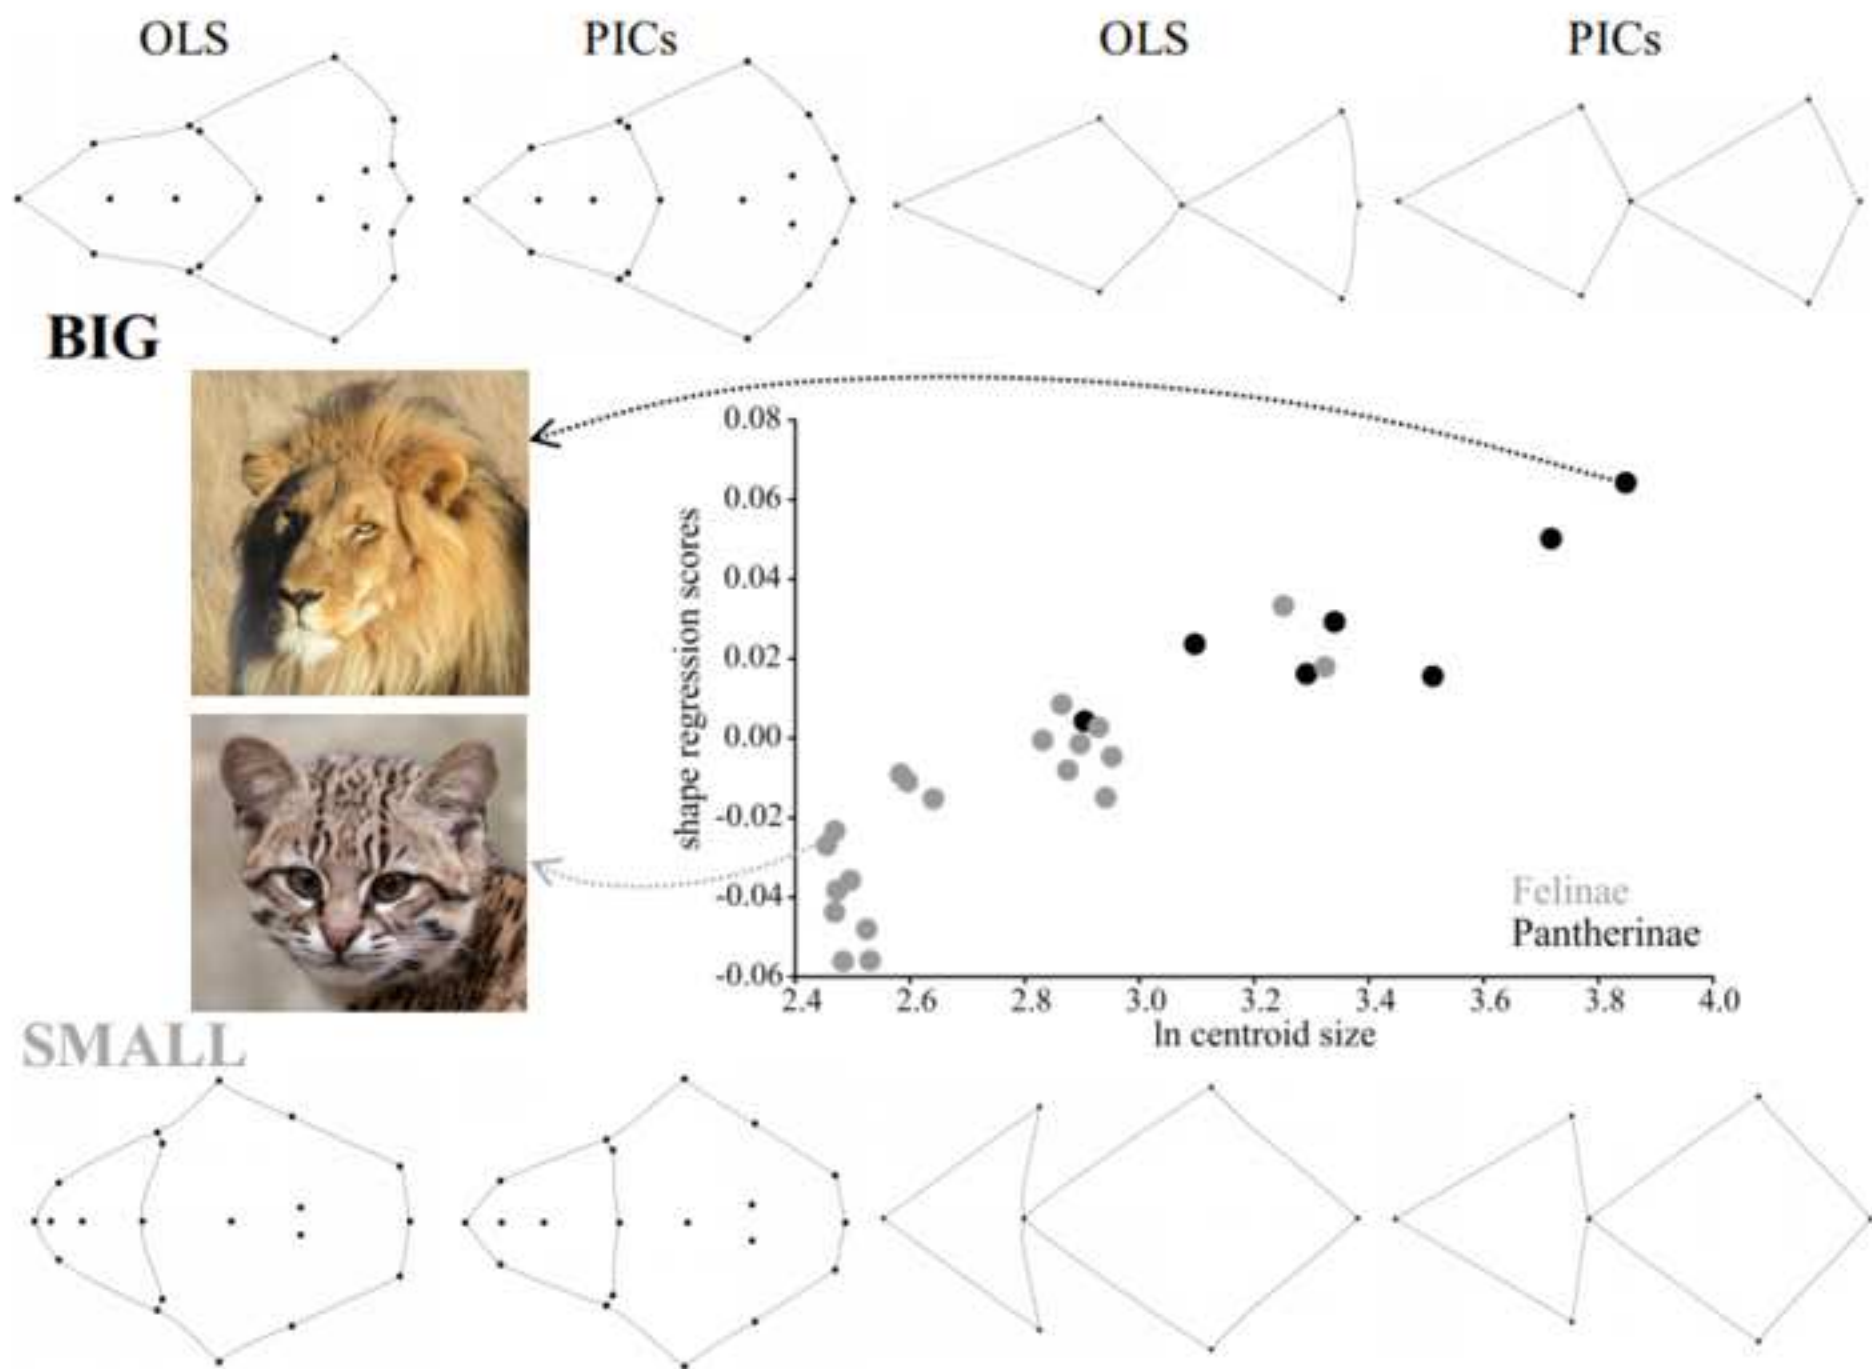 OLS PICs OLS PICs
BIG
0.08
0.06
0.04
0.02
0.00
-0.02
-0.04
-0.06
shape regression scores
Felinae
Pantherinae
2.4 2.6 2.8 3.0 3.2 3.4 3.6 3.8 4.0
ln centroid size
SMALL